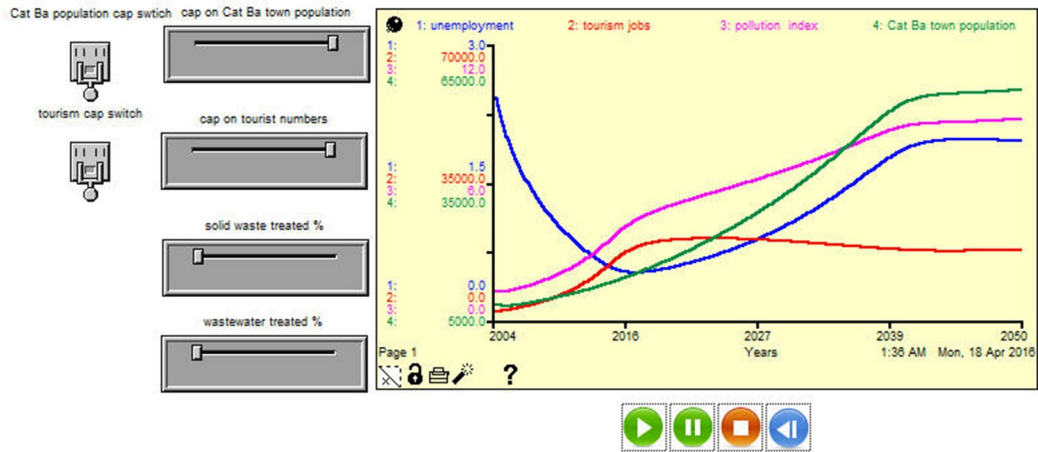 Cat Ba population cap swtich
cap on Cat Ba town population
tourism cap switch
cap on tourist numbers
solid waste treated %
wastewater treated %
1: unemployment 2: tourism jobs 3: pollution index 4: Cat Ba town population
1: 3.0
2: 70000.0
3: 12.0
4: 65000.0
1: 1.5
2: 35000.0
3: 6.0
4: 35000.0
1: 0.0
2: 0.0
3: 0.0
4: 5000.0
2004 2016 2027 2039 2050
Page 1 Years 1:36 AM Mon, 18 Apr 2016
?